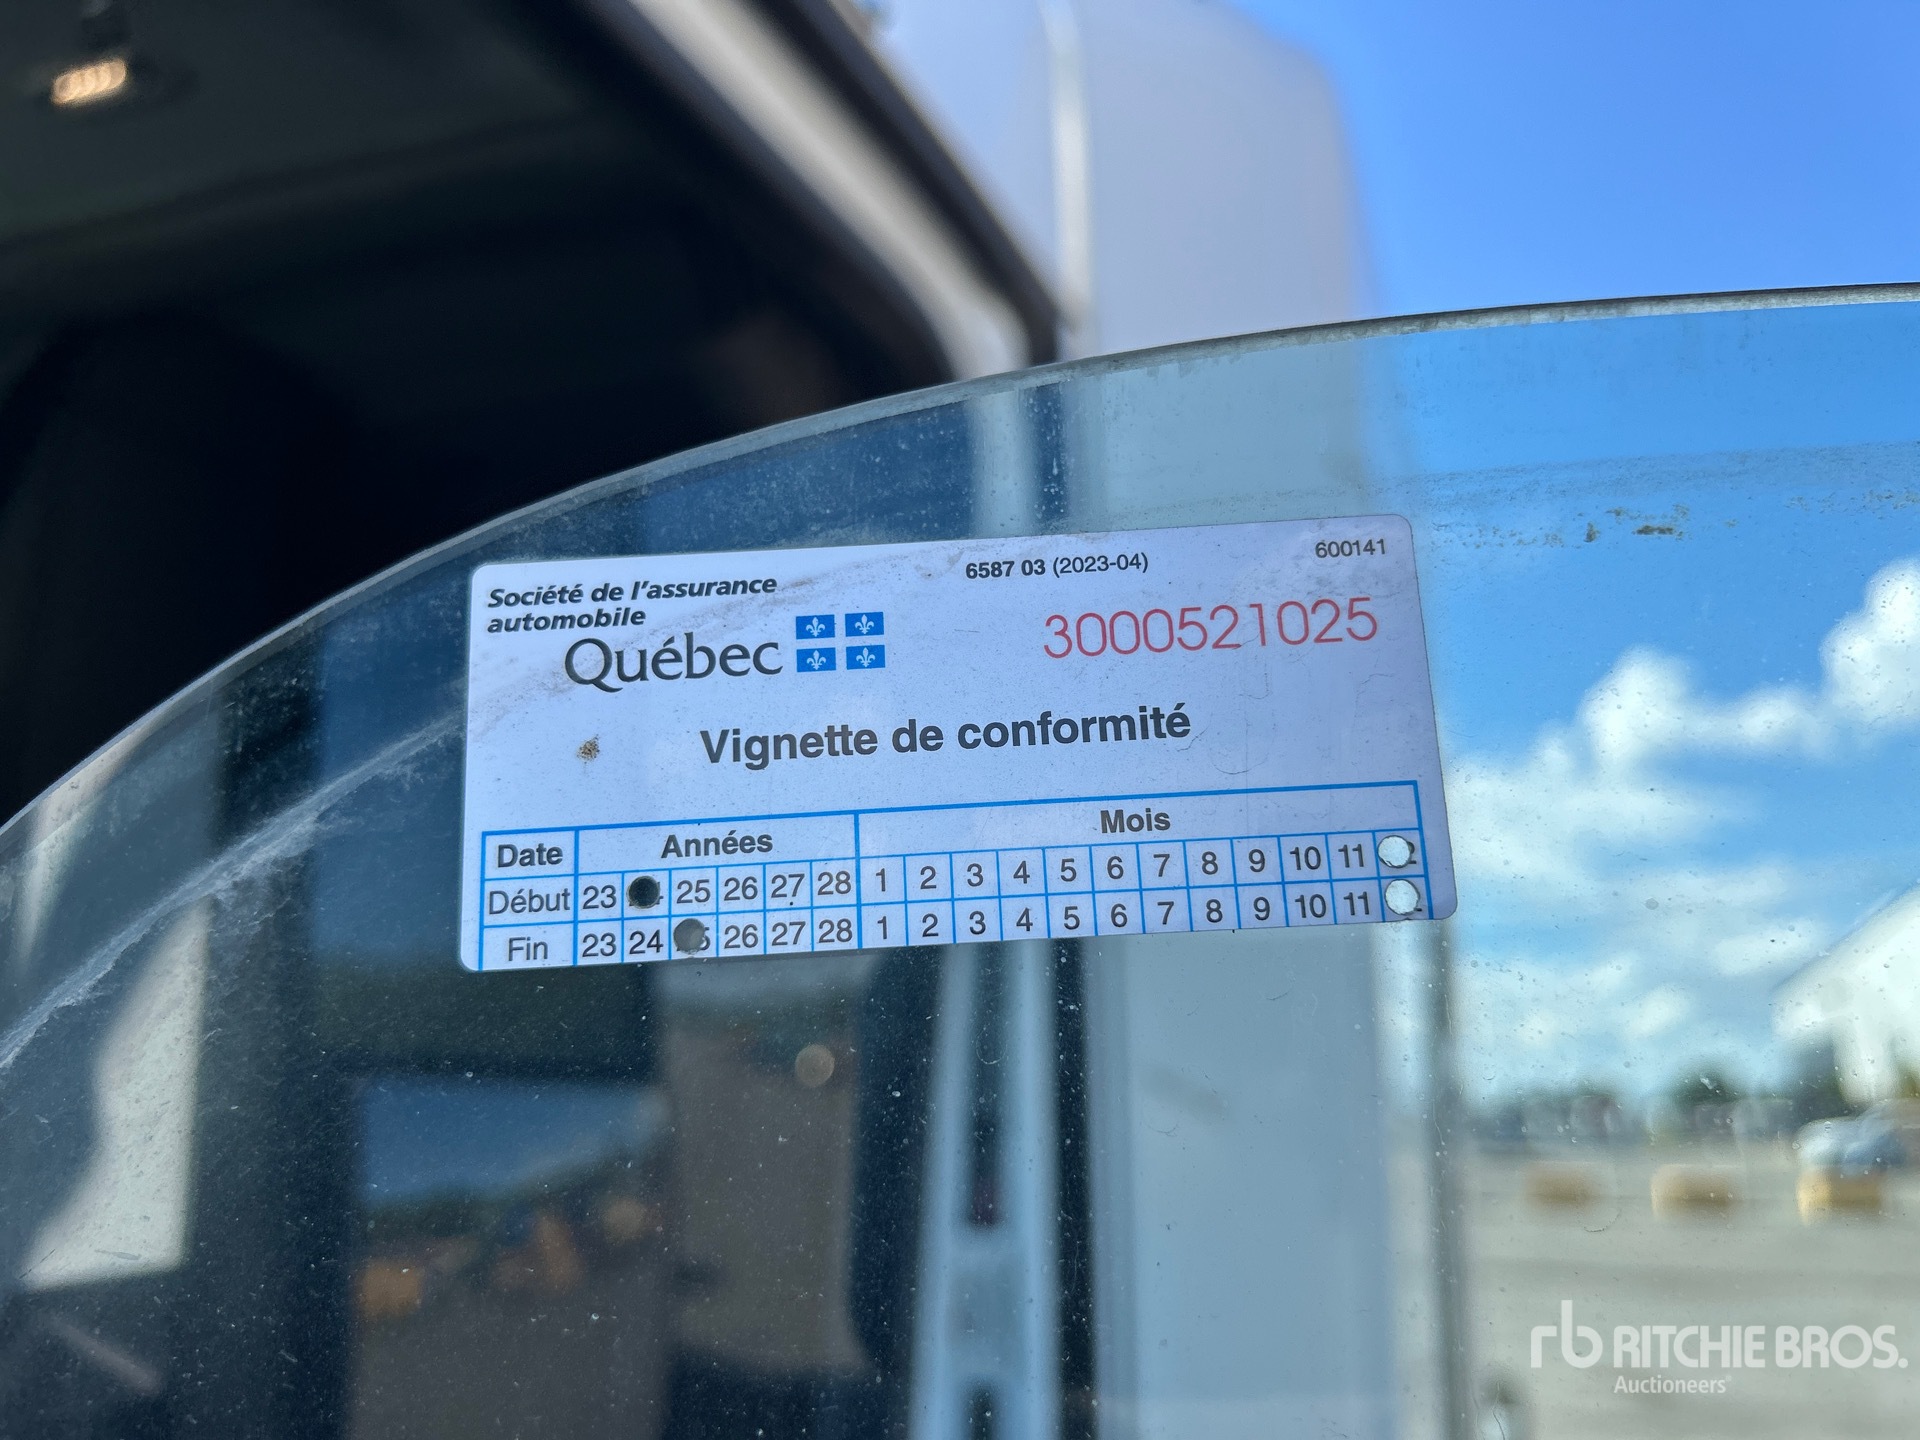 Société de l'assurance
automobile
Québec
6587 03 (2023-04)
600141
3000521025
Vignette de conformité
Date Années Mois
Début 23 25 26 27 28 1 2 3 4 5 6 7 8 9 10 11
Fin 23 24 26 27 28 1 2 3 4 5 6 7 8 9 10 11
rb RITCHIE BROS.
Auctioneers